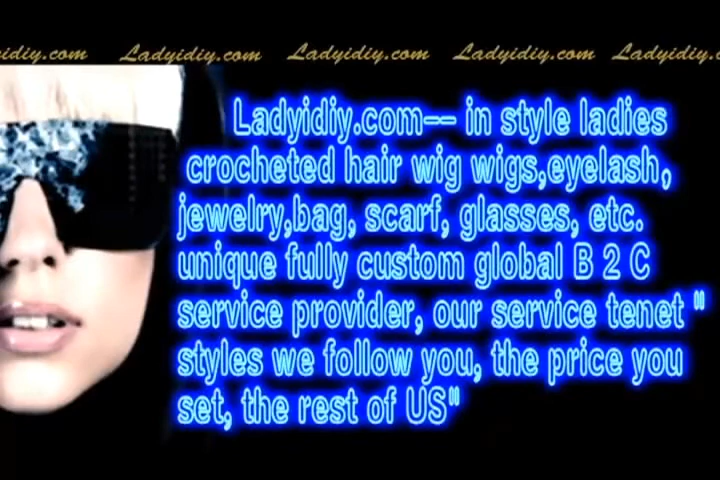 idiy.com Ladyidiy.com Ladyidiy.com Ladyidiy.com Ladyidiy.c
Ladyidiy.com-- in style ladies
crocheted hair wig wigs,eyelash,
jewelry,bag, scarf, glasses, etc.
unique fully custom global B 2 C
service provider, our service tenet "
styles we follow you, the price you
set, the rest of US"